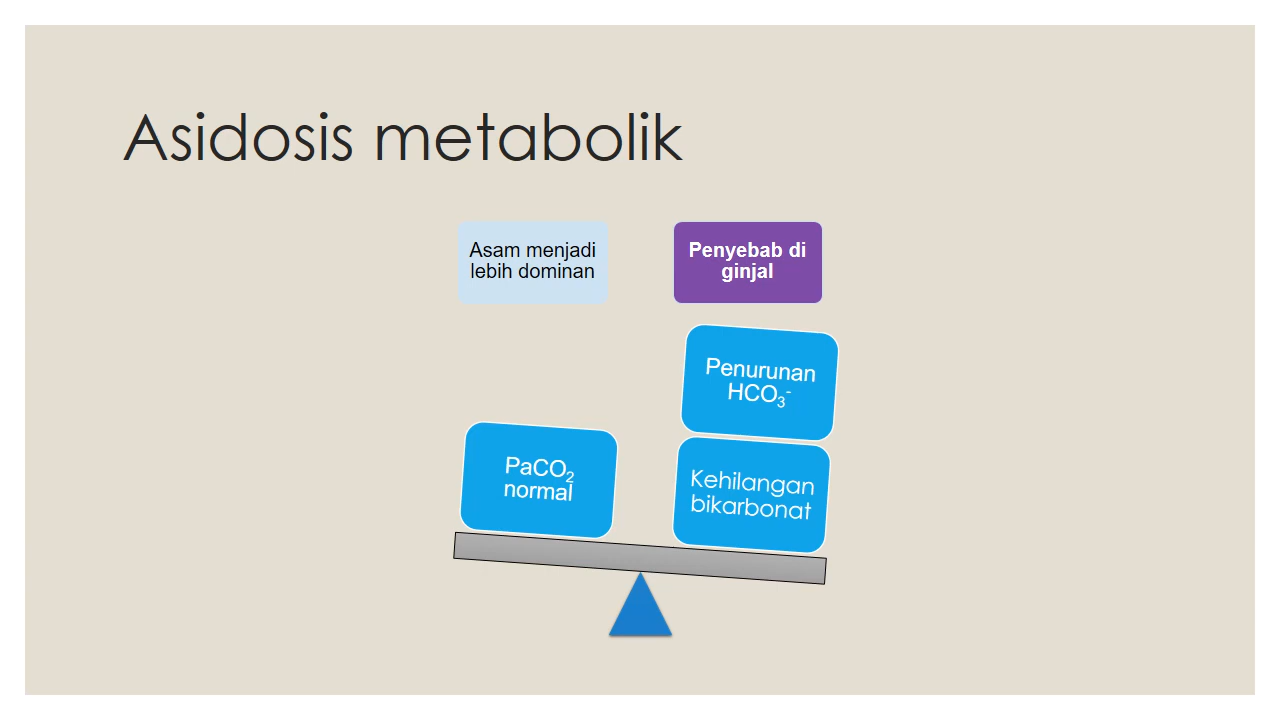 Asidosis metabolik
Asam menjadi
lebih dominan
Penyebab di
ginjal
Penurunan
HCO₃⁻
PaCO₂
normal
Kehilangan
bikarbonat